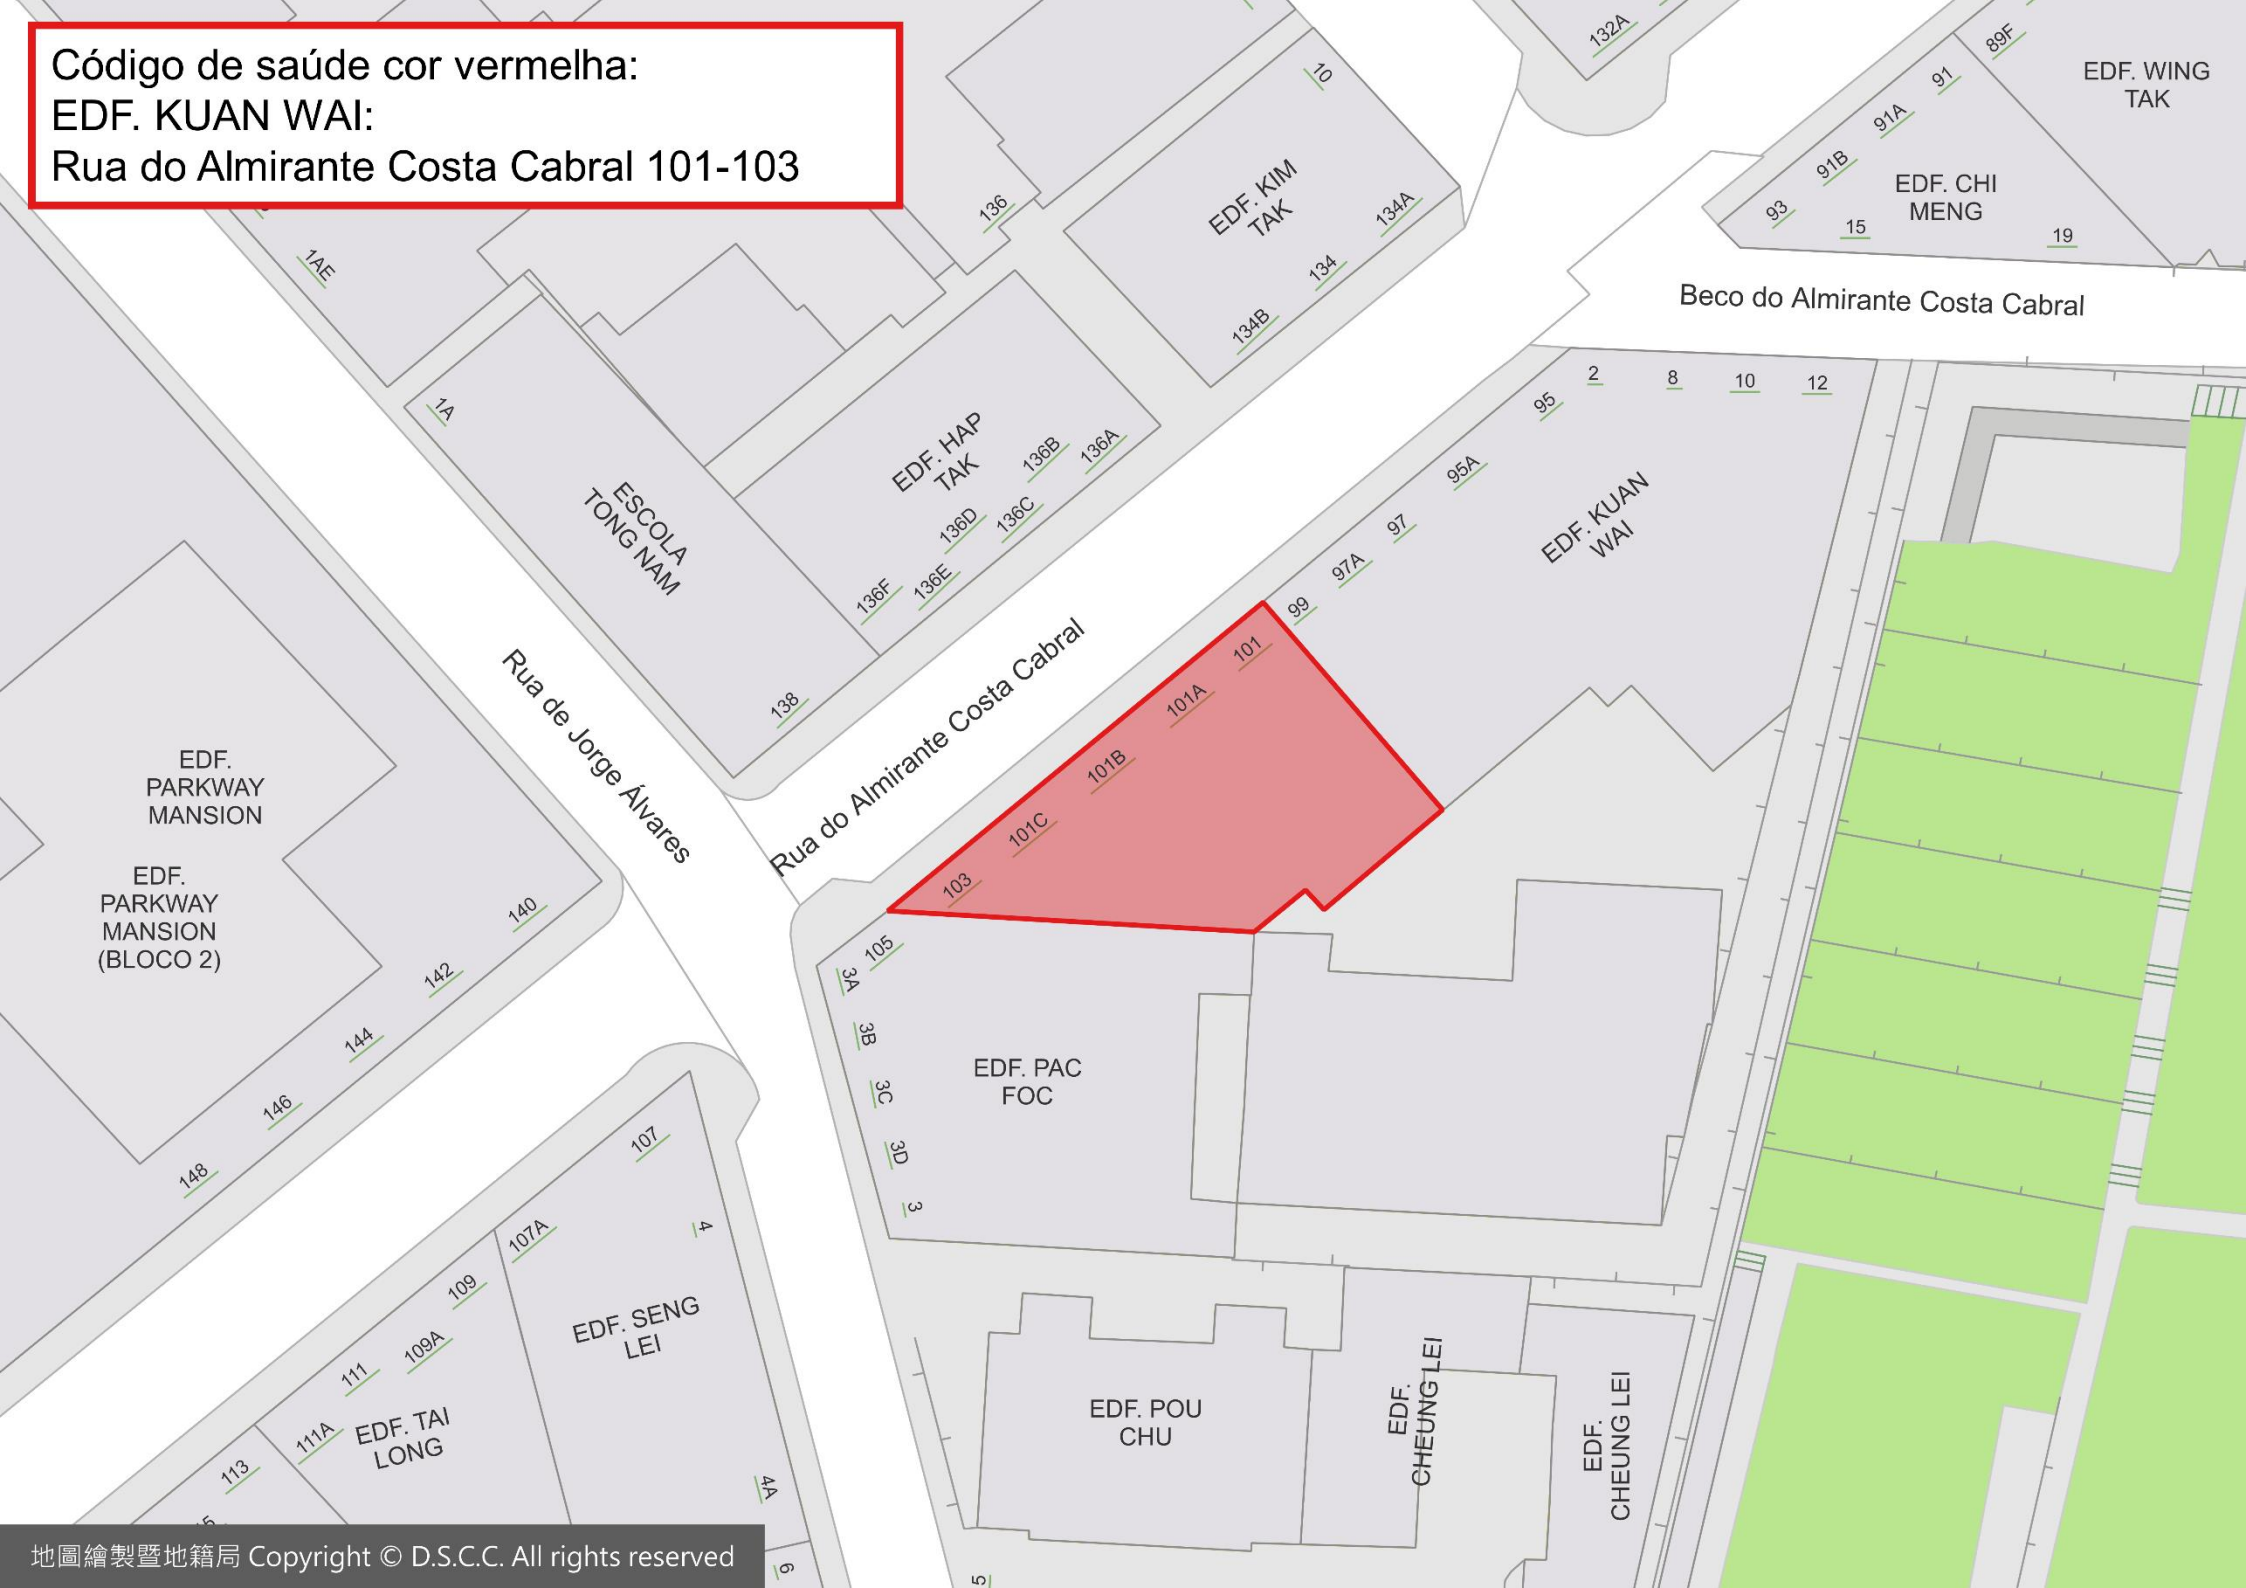 Código de saúde cor vermelha:
EDF. KUAN WAI:
Rua do Almirante Costa Cabral 101-103
132A
89F
91
91A
91B
93
EDF. WING
TAK
EDF. CHI
MENG
15
19
10
EDF. KIM
TAK
134A
134
134B
136
1AE
1A
Beco do Almirante Costa Cabral
2
8
10
12
95
95A
97
97A
99
EDF. KUAN
WAI
EDF. HAP
TAK
136B
136A
136D
136C
136F
136E
ESCOLA
TONG NAM
138
Rua de Jorge Álvares
Rua do Almirante Costa Cabral
101
101A
101B
101C
103
105
3A
3B
3C
3D
3
EDF. PAC
FOC
EDF.
PARKWAY
MANSION
EDF.
PARKWAY
MANSION
(BLOCO 2)
140
142
144
146
148
107
107A
109
109A
111
111A
113
4
4A
6
EDF. SENG
LEI
EDF. TAI
LONG
EDF. POU
CHU
EDF.
CHEUNG LEI
EDF.
CHEUNG LEI
5
地圖繪製暨地籍局 Copyright © D.S.C.C. All rights reserved